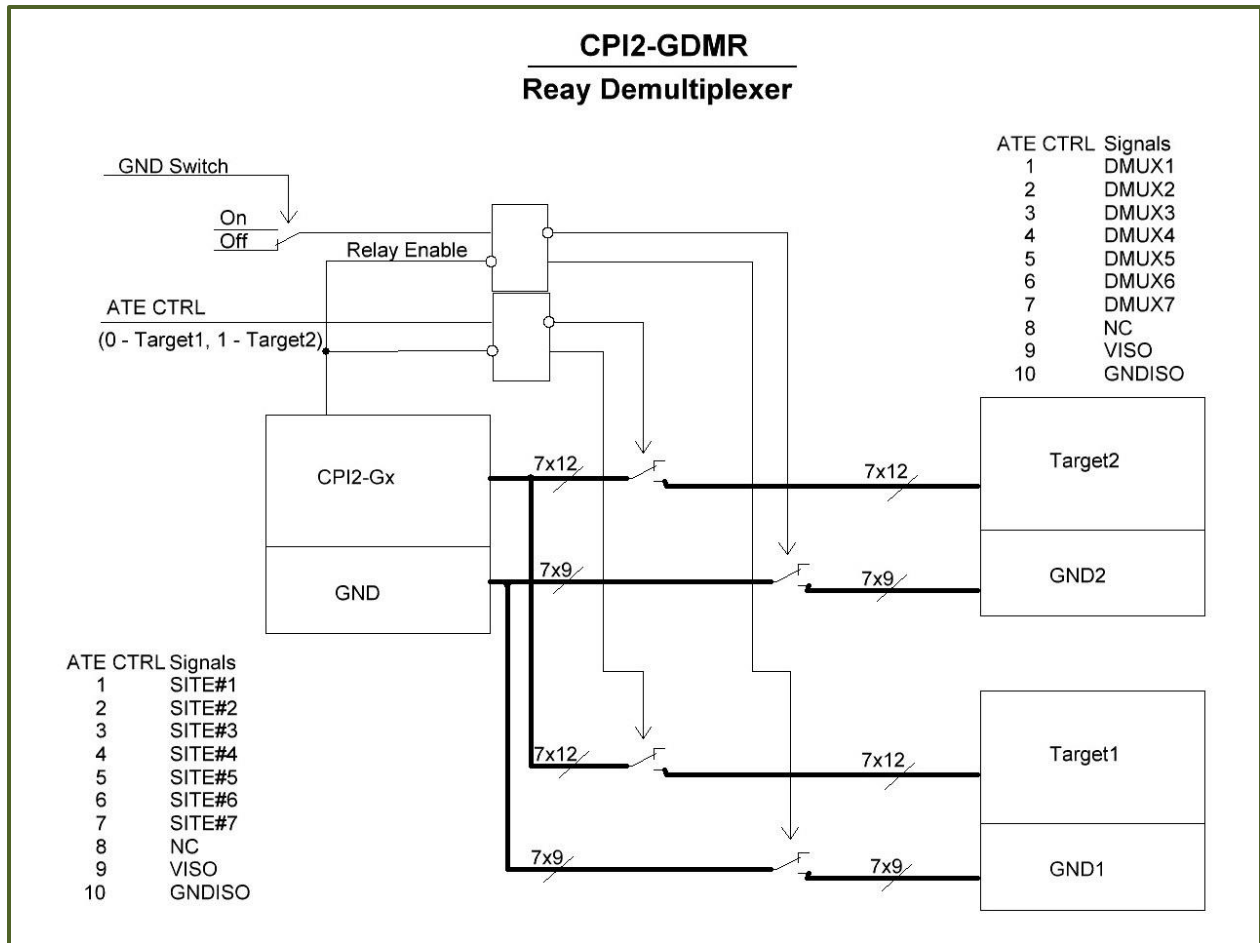 CPI2-GDMR
Reay Demultiplexer
ATE CTRL Signals
1 DMUX1
2 DMUX2
3 DMUX3
4 DMUX4
5 DMUX5
6 DMUX6
7 DMUX7
8 NC
9 VISO
10 GNDISO
GND Switch
On
Off
Relay Enable
ATE CTRL
(0 - Target1, 1 - Target2)
CPI2-Gx
GND
7x12
7x12
Target2
7x9
7x9
GND2
ATE CTRL Signals
1 SITE#1
2 SITE#2
3 SITE#3
4 SITE#4
5 SITE#5
6 SITE#6
7 SITE#7
8 NC
9 VISO
10 GNDISO
7x12
7x12
Target1
7x9
7x9
GND1